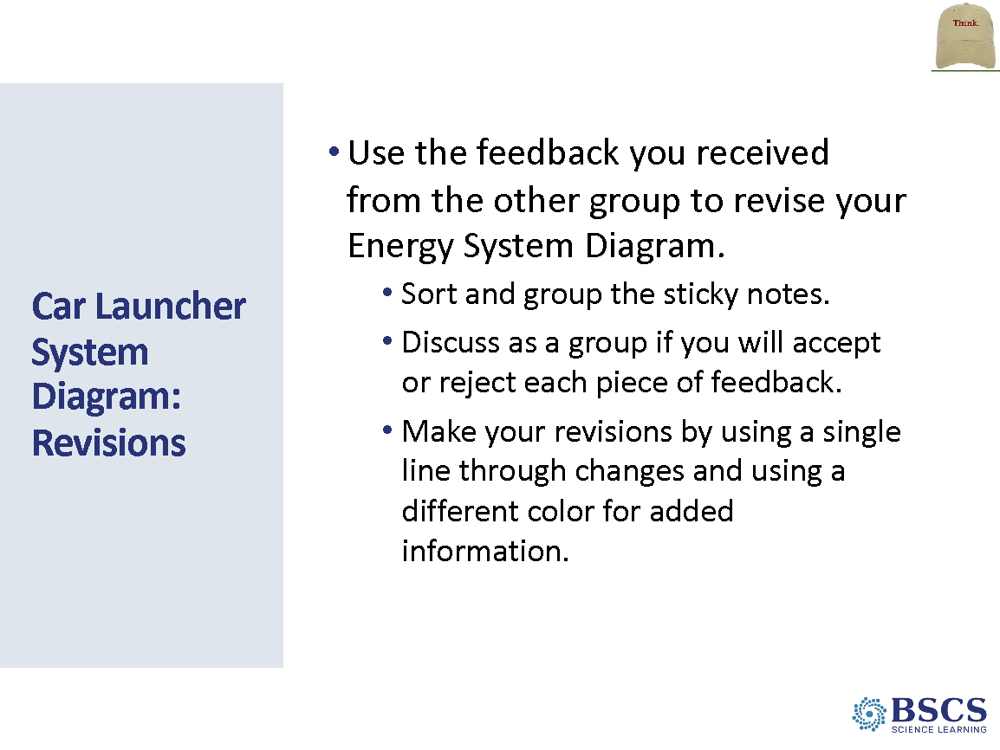 Think.
Car Launcher
System
Diagram:
Revisions
• Use the feedback you received
from the other group to revise your
Energy System Diagram.
• Sort and group the sticky notes.
• Discuss as a group if you will accept
or reject each piece of feedback.
• Make your revisions by using a single
line through changes and using a
different color for added
information.
BSCS
SCIENCE LEARNING